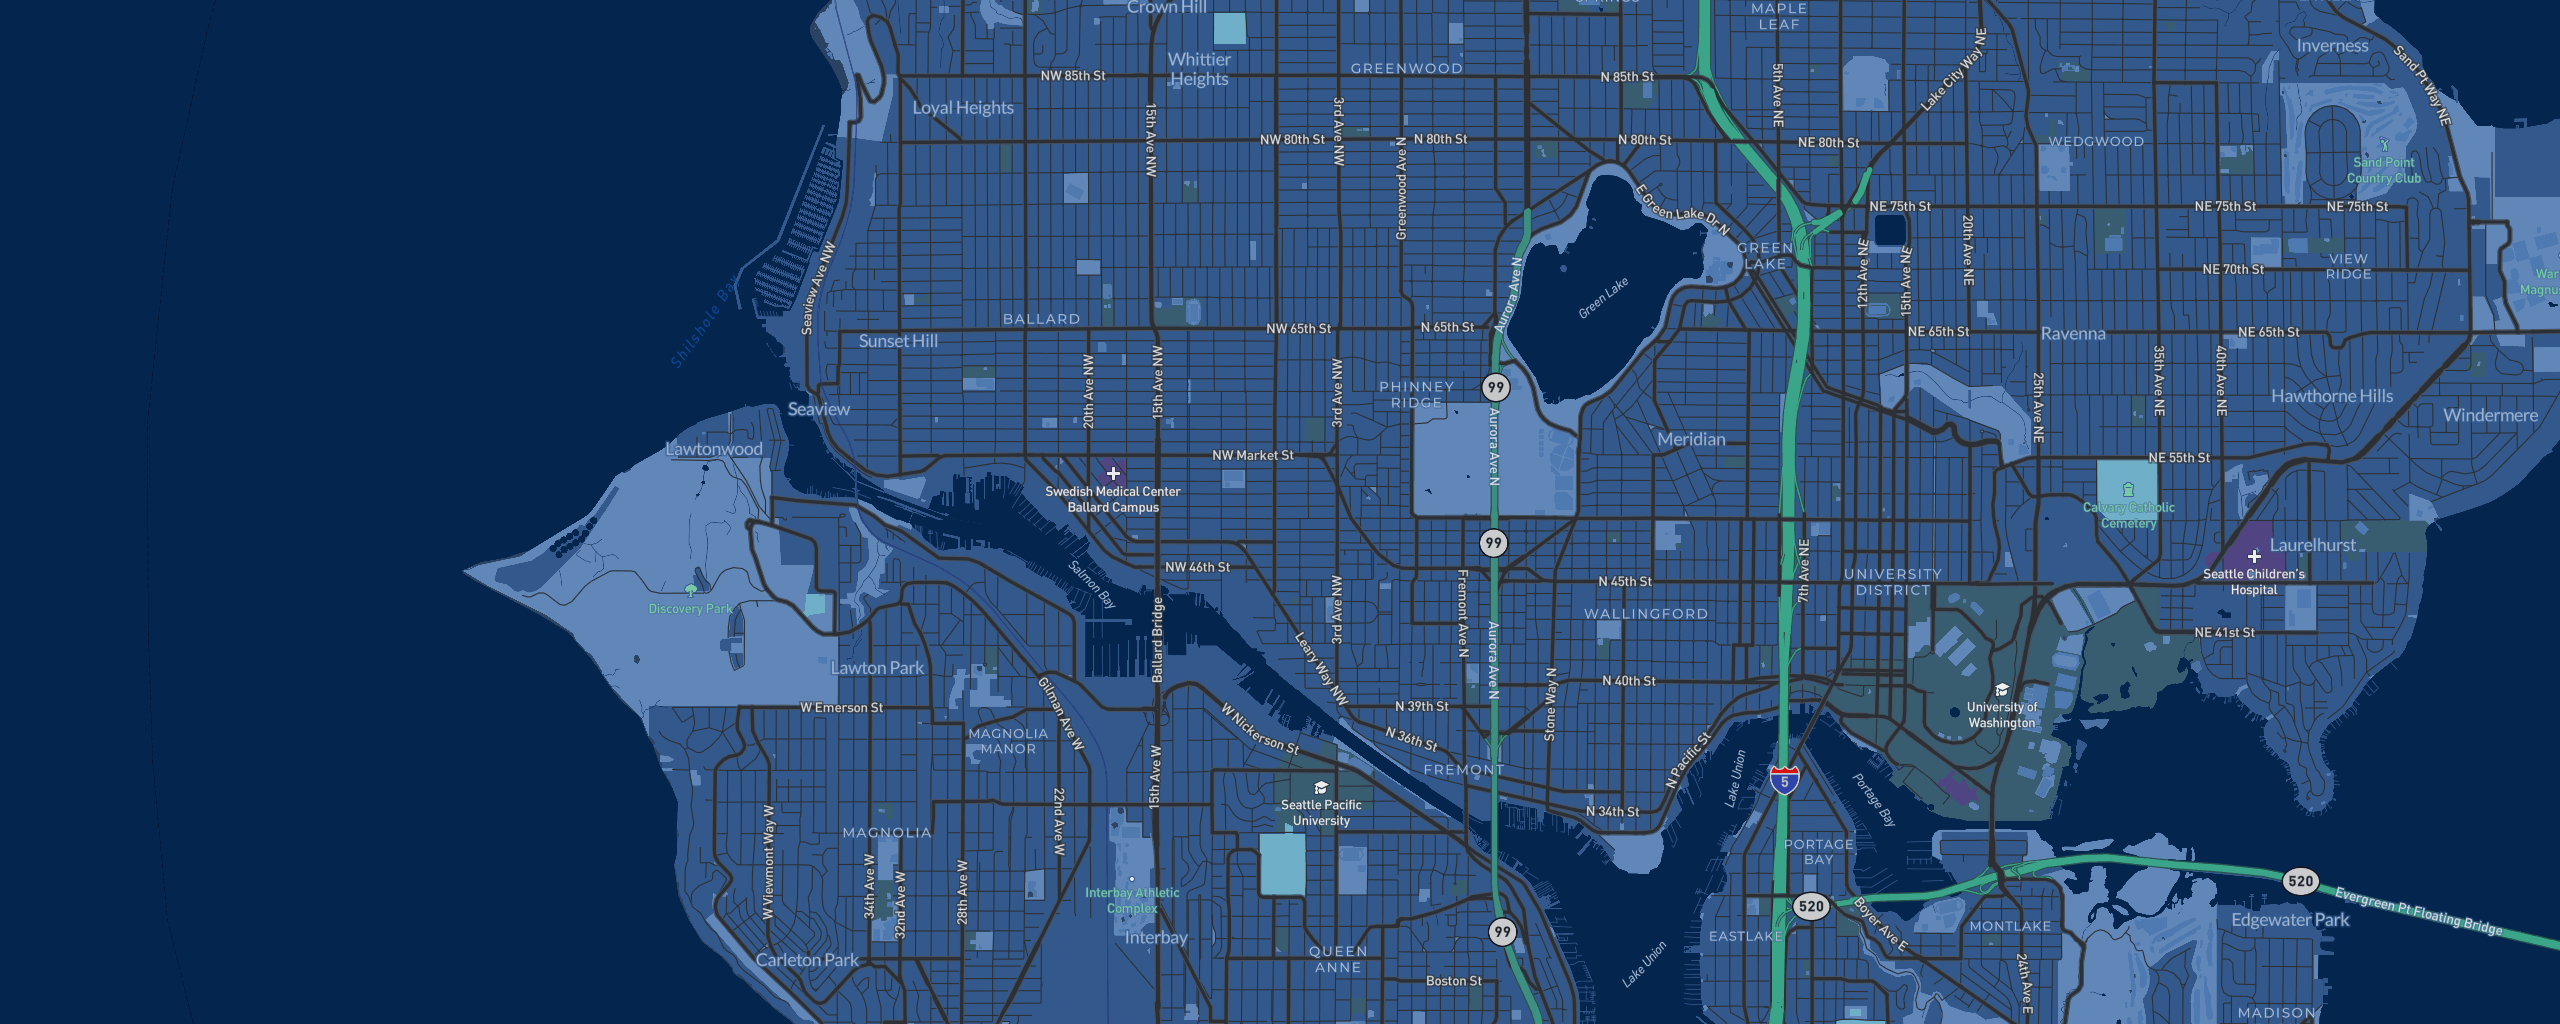 Crown Hill
MAPLE
LEAF
Inverness
Whittier
Heights
GREENWOOD
NW 85th St
N 85th St
5th Ave NE
Lake City Way NE
Sand Pt Way NE
Loyal Heights
15th Ave NW
3rd Ave NW
NW 80th St
Greenwood Ave N
N 80th St
N 80th St
NE 80th St
WEDGWOOD
Sand Point
Country Club
E Green Lake Dr N
NE 75th St
NE 75th St
NE 75th St
20th Ave NE
GREEN
LAKE
12th Ave NE
15th Ave NE
VIEW
RIDGE
NE 70th St
Seaview Ave NW
Shilshole Bay
Aurora Ave N
Green Lake
BALLARD
NW 65th St
N 65th St
NE 65th St
Ravenna
NE 65th St
Sunset Hill
20th Ave NW
15th Ave NW
3rd Ave NW
PHINNEY
RIDGE
99
25th Ave NE
35th Ave NE
40th Ave NE
Hawthorne Hills
Windermere
Seaview
Lawtonwood
Aurora Ave N
Meridian
NW Market St
NE 55th St
Swedish Medical Center
Ballard Campus
Calvary Catholic
Cemetery
99
Laurelhurst
Seattle Children's
Hospital
NW 46th St
Salmon Bay
Discovery Park
3rd Ave NW
Fremont Ave N
N 45th St
7th Ave NE
UNIVERSITY
DISTRICT
WALLINGFORD
NE 41st St
Ballard Bridge
Leary Way NW
Aurora Ave N
Lawton Park
Gilman Ave W
Stone Way N
N 40th St
University of
Washington
W Emerson St
N 39th St
W Nickerson St
N 36th St
MAGNOLIA
MANOR
N Pacific St
FREMONT
Lake Union
5
Portage Bay
15th Ave W
Seattle Pacific
University
N 34th St
W Viewmont Way W
22nd Ave W
MAGNOLIA
PORTAGE
BAY
34th Ave W
32nd Ave W
28th Ave W
Interbay Athletic
Complex
520
520
Evergreen Pt Floating Bridge
Boyer Ave E
Edgewater Park
MONTLAKE
99
EASTLAKE
Interbay
QUEEN
ANNE
Carleton Park
Lake Union
Boston St
24th Ave E
MADISON